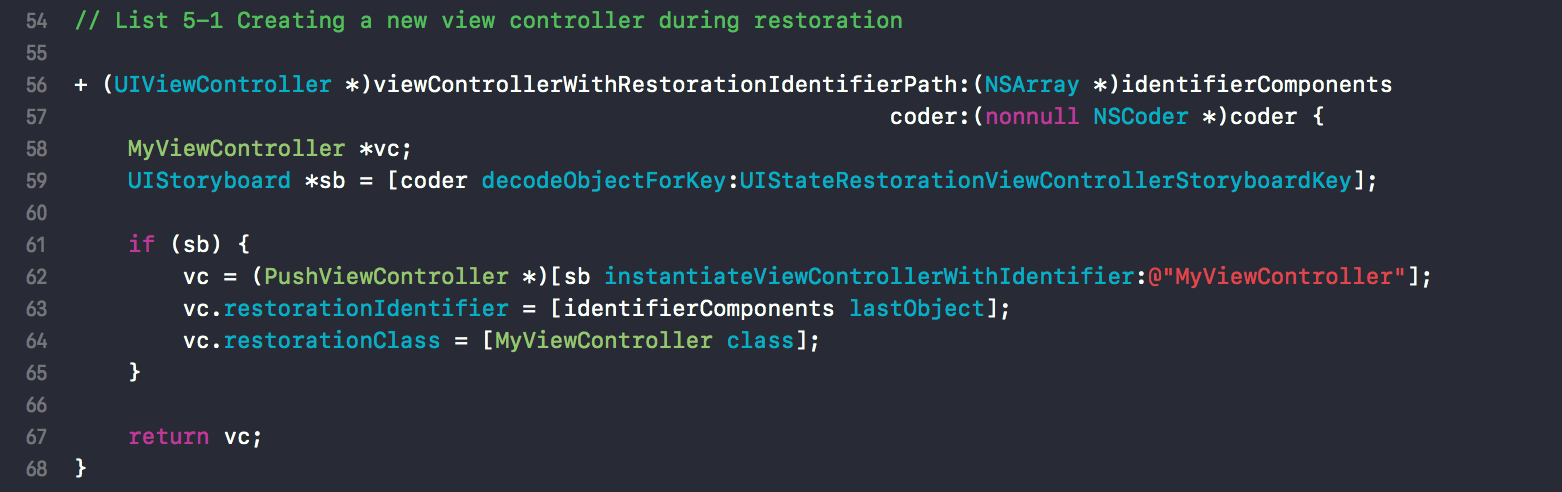 54 // List 5-1 Creating a new view controller during restoration
55
56 + (UIViewController *)viewControllerWithRestorationIdentifierPath:(NSArray *)identifierComponents
57                                                             coder:(nonnull NSCoder *)coder {
58     MyViewController *vc;
59     UIStoryboard *sb = [coder decodeObjectForKey:UIStateRestorationViewControllerStoryboardKey];
60
61     if (sb) {
62         vc = (PushViewController *)[sb instantiateViewControllerWithIdentifier:@"MyViewController"];
63         vc.restorationIdentifier = [identifierComponents lastObject];
64         vc.restorationClass = [MyViewController class];
65     }
66
67     return vc;
68 }